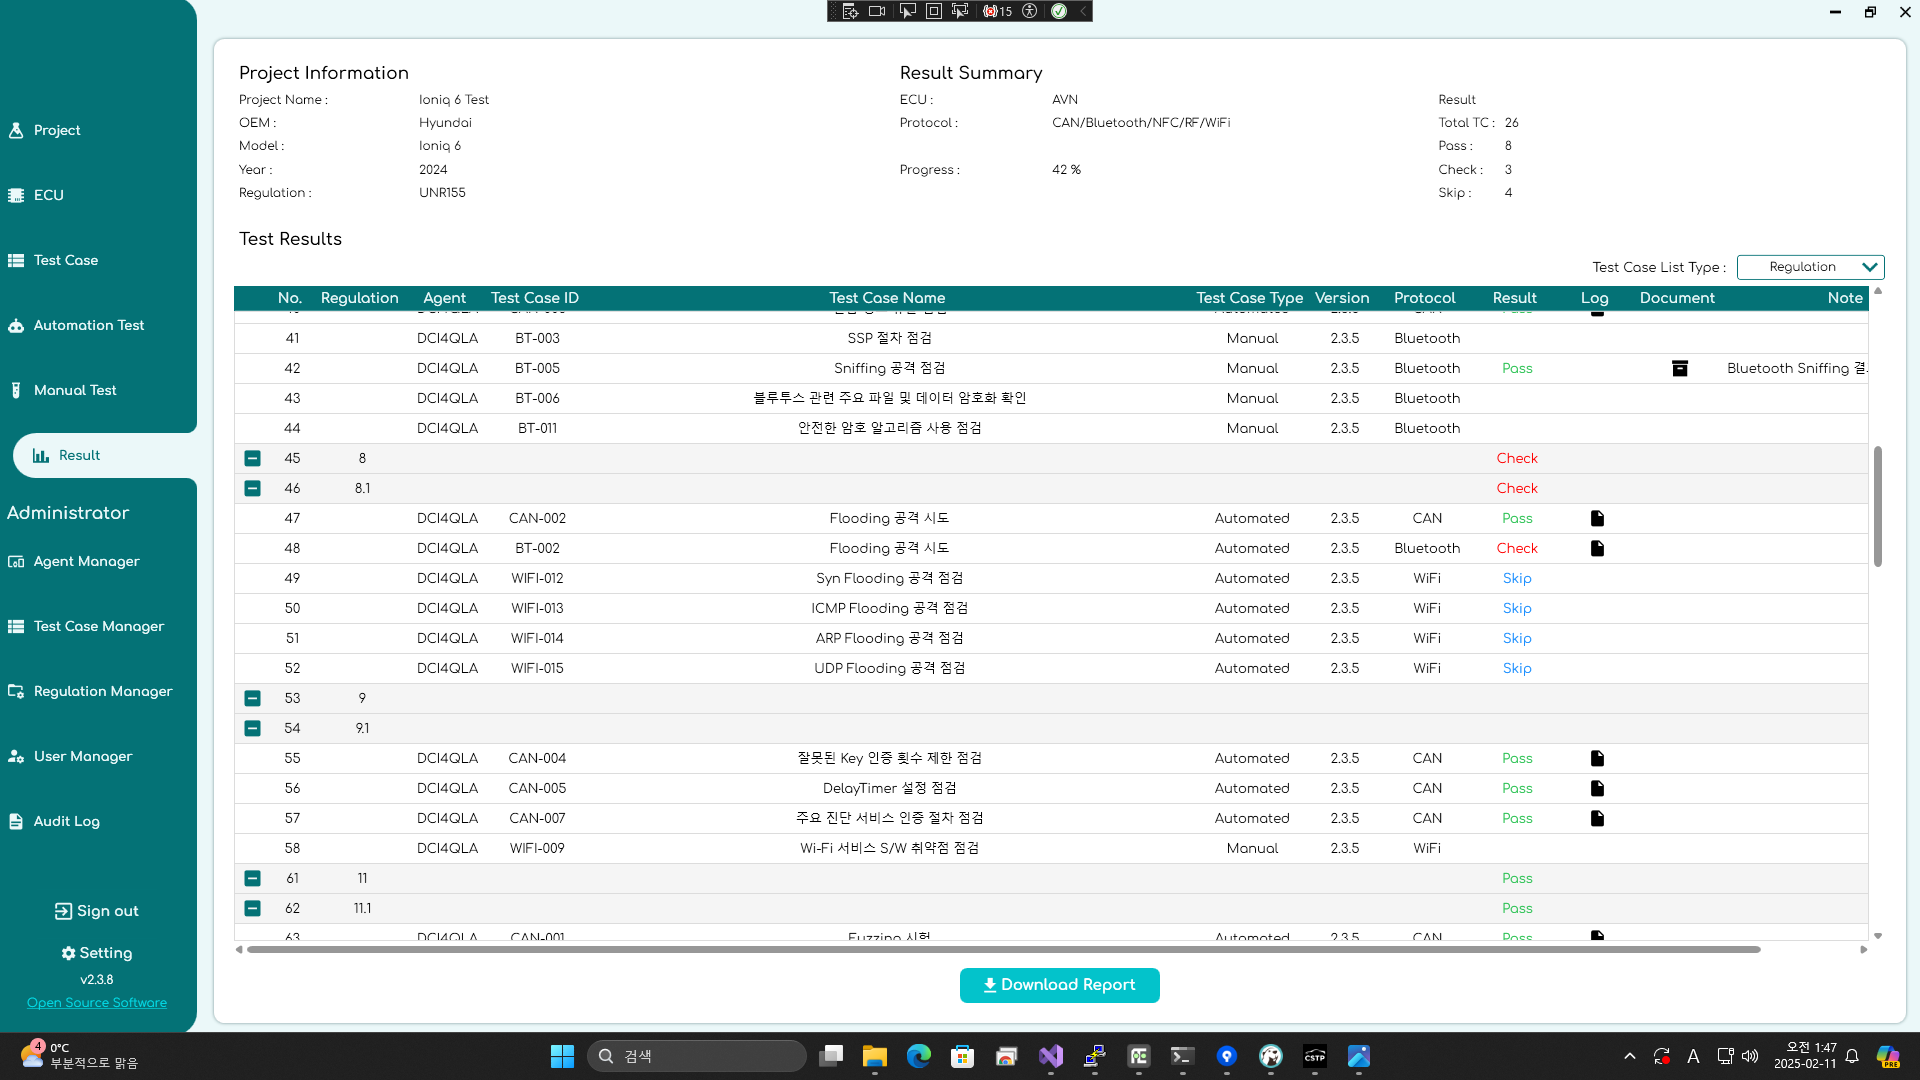 15
Project
ECU
Test Case
Automation Test
Manual Test
Result
Administrator
Agent Manager
Test Case Manager
Regulation Manager
User Manager
Audit Log
Sign out
Setting
v2.3.8
Open Source Software
Project Information
Project Name : Ioniq 6 Test
OEM : Hyundai
Model : Ioniq 6
Year : 2024
Regulation : UNR155
Result Summary
ECU : AVN
Protocol : CAN/Bluetooth/NFC/RF/WiFi
Progress : 42 %
Result
Total TC : 26
Pass : 8
Check : 3
Skip : 4
Test Results
Test Case List Type : Regulation
No. Regulation Agent Test Case ID Test Case Name Test Case Type Version Protocol Result Log Document Note
41 DCI4QLA BT-003 SSP 절차 점검 Manual 2.3.5 Bluetooth
42 DCI4QLA BT-005 Sniffing 공격 점검 Manual 2.3.5 Bluetooth Pass Bluetooth Sniffing 결
43 DCI4QLA BT-006 블루투스 관련 주요 파일 및 데이터 암호화 확인 Manual 2.3.5 Bluetooth
44 DCI4QLA BT-011 안전한 암호 알고리즘 사용 점검 Manual 2.3.5 Bluetooth
45 8 Check
46 8.1 Check
47 DCI4QLA CAN-002 Flooding 공격 시도 Automated 2.3.5 CAN Pass
48 DCI4QLA BT-002 Flooding 공격 시도 Automated 2.3.5 Bluetooth Check
49 DCI4QLA WIFI-012 Syn Flooding 공격 점검 Automated 2.3.5 WiFi Skip
50 DCI4QLA WIFI-013 ICMP Flooding 공격 점검 Automated 2.3.5 WiFi Skip
51 DCI4QLA WIFI-014 ARP Flooding 공격 점검 Automated 2.3.5 WiFi Skip
52 DCI4QLA WIFI-015 UDP Flooding 공격 점검 Automated 2.3.5 WiFi Skip
53 9
54 9.1
55 DCI4QLA CAN-004 잘못된 Key 인증 횟수 제한 점검 Automated 2.3.5 CAN Pass
56 DCI4QLA CAN-005 DelayTimer 설정 점검 Automated 2.3.5 CAN Pass
57 DCI4QLA CAN-007 주요 진단 서비스 인증 절차 점검 Automated 2.3.5 CAN Pass
58 DCI4QLA WIFI-009 Wi-Fi 서비스 S/W 취약점 점검 Manual 2.3.5 WiFi
61 11 Pass
62 11.1 Pass
63 DCI4QLA CAN-001 Fuzzing 시험 Automated 2.3.5 CAN Pass
Download Report
4
0°C
부분적으로 맑음
검색
CSTP
A
오전 1:47
2025-02-11
PRE